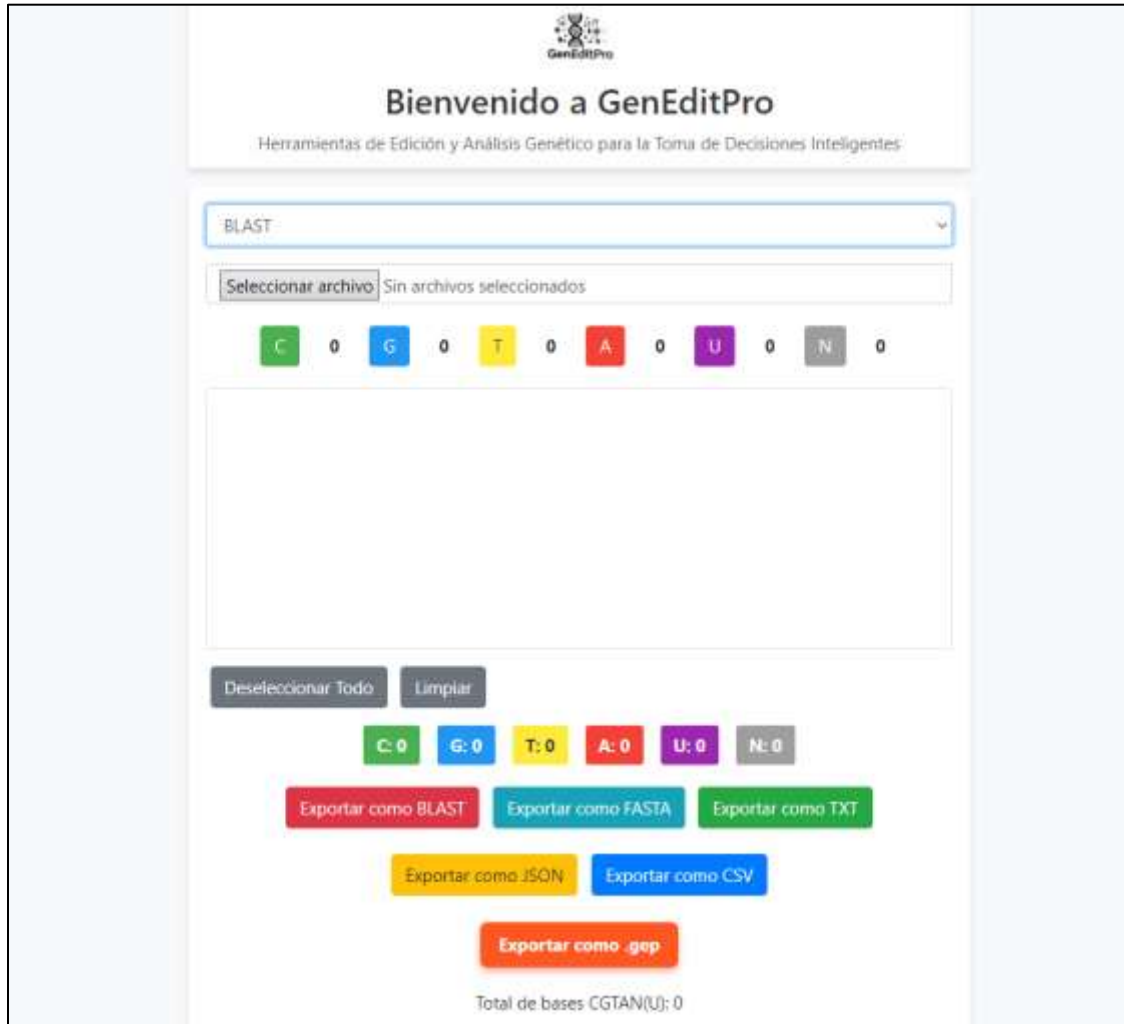 GenEditPro
Bienvenido a GenEditPro
Herramientas de Edición y Análisis Genético para la Toma de Decisiones Inteligentes
BLAST
Seleccionar archivo Sin archivos seleccionados
C 0 G 0 T 0 A 0 U 0 N 0
Deseleccionar Todo Limpiar
C: 0 G: 0 T: 0 A: 0 U: 0 N: 0
Exportar como BLAST Exportar como FASTA Exportar como TXT
Exportar como JSON Exportar como CSV
Exportar como .gep
Total de bases CGTAN(U): 0